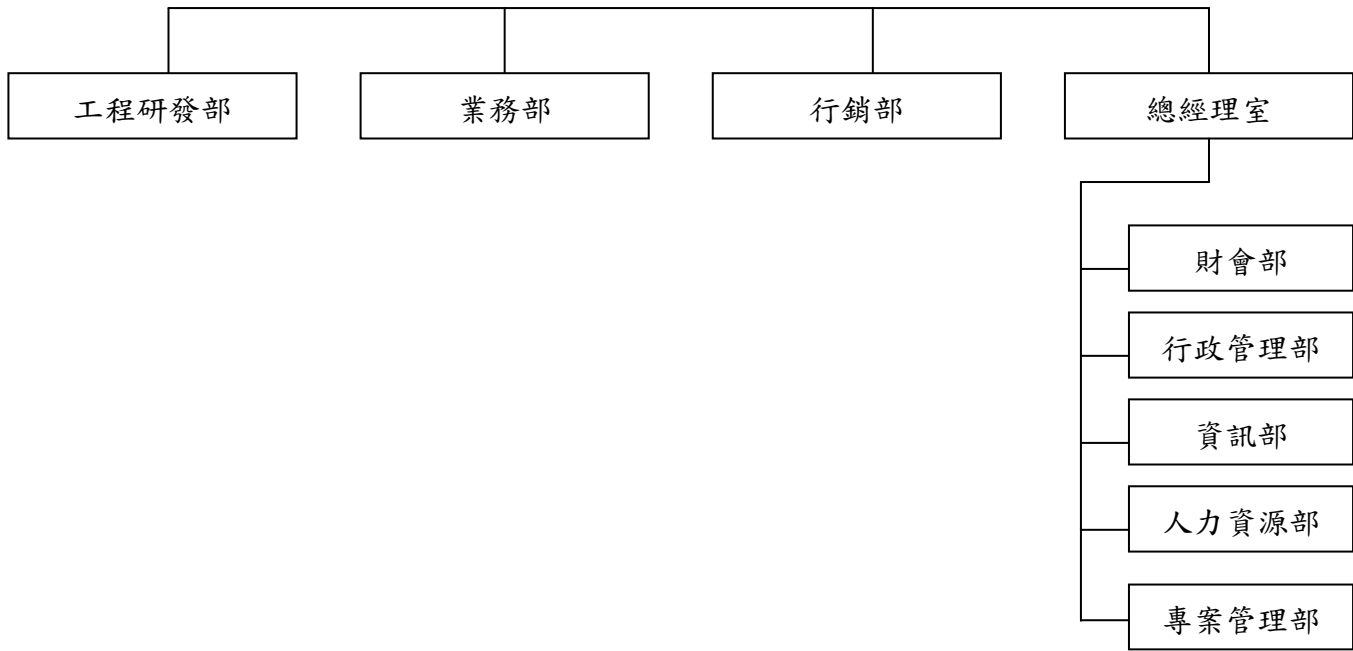 工程研發部
業務部
行銷部
總經理室
財會部
行政管理部
資訊部
人力資源部
專案管理部